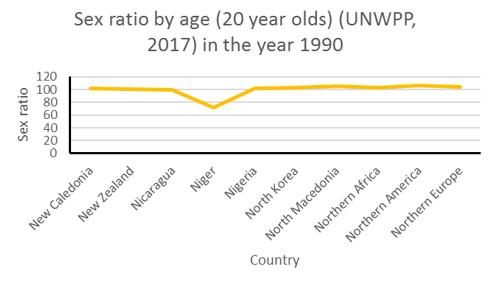 Sex ratio by age (20 year olds) (UNWPP,
2017) in the year 1990
120
100
80
60
40
20
0
Sex ratio
New Caledonia
New Zealand
Nicaragua
Niger
Nigeria
North Korea
North Macedonia
Northern Africa
Northern America
Northern Europe
Country